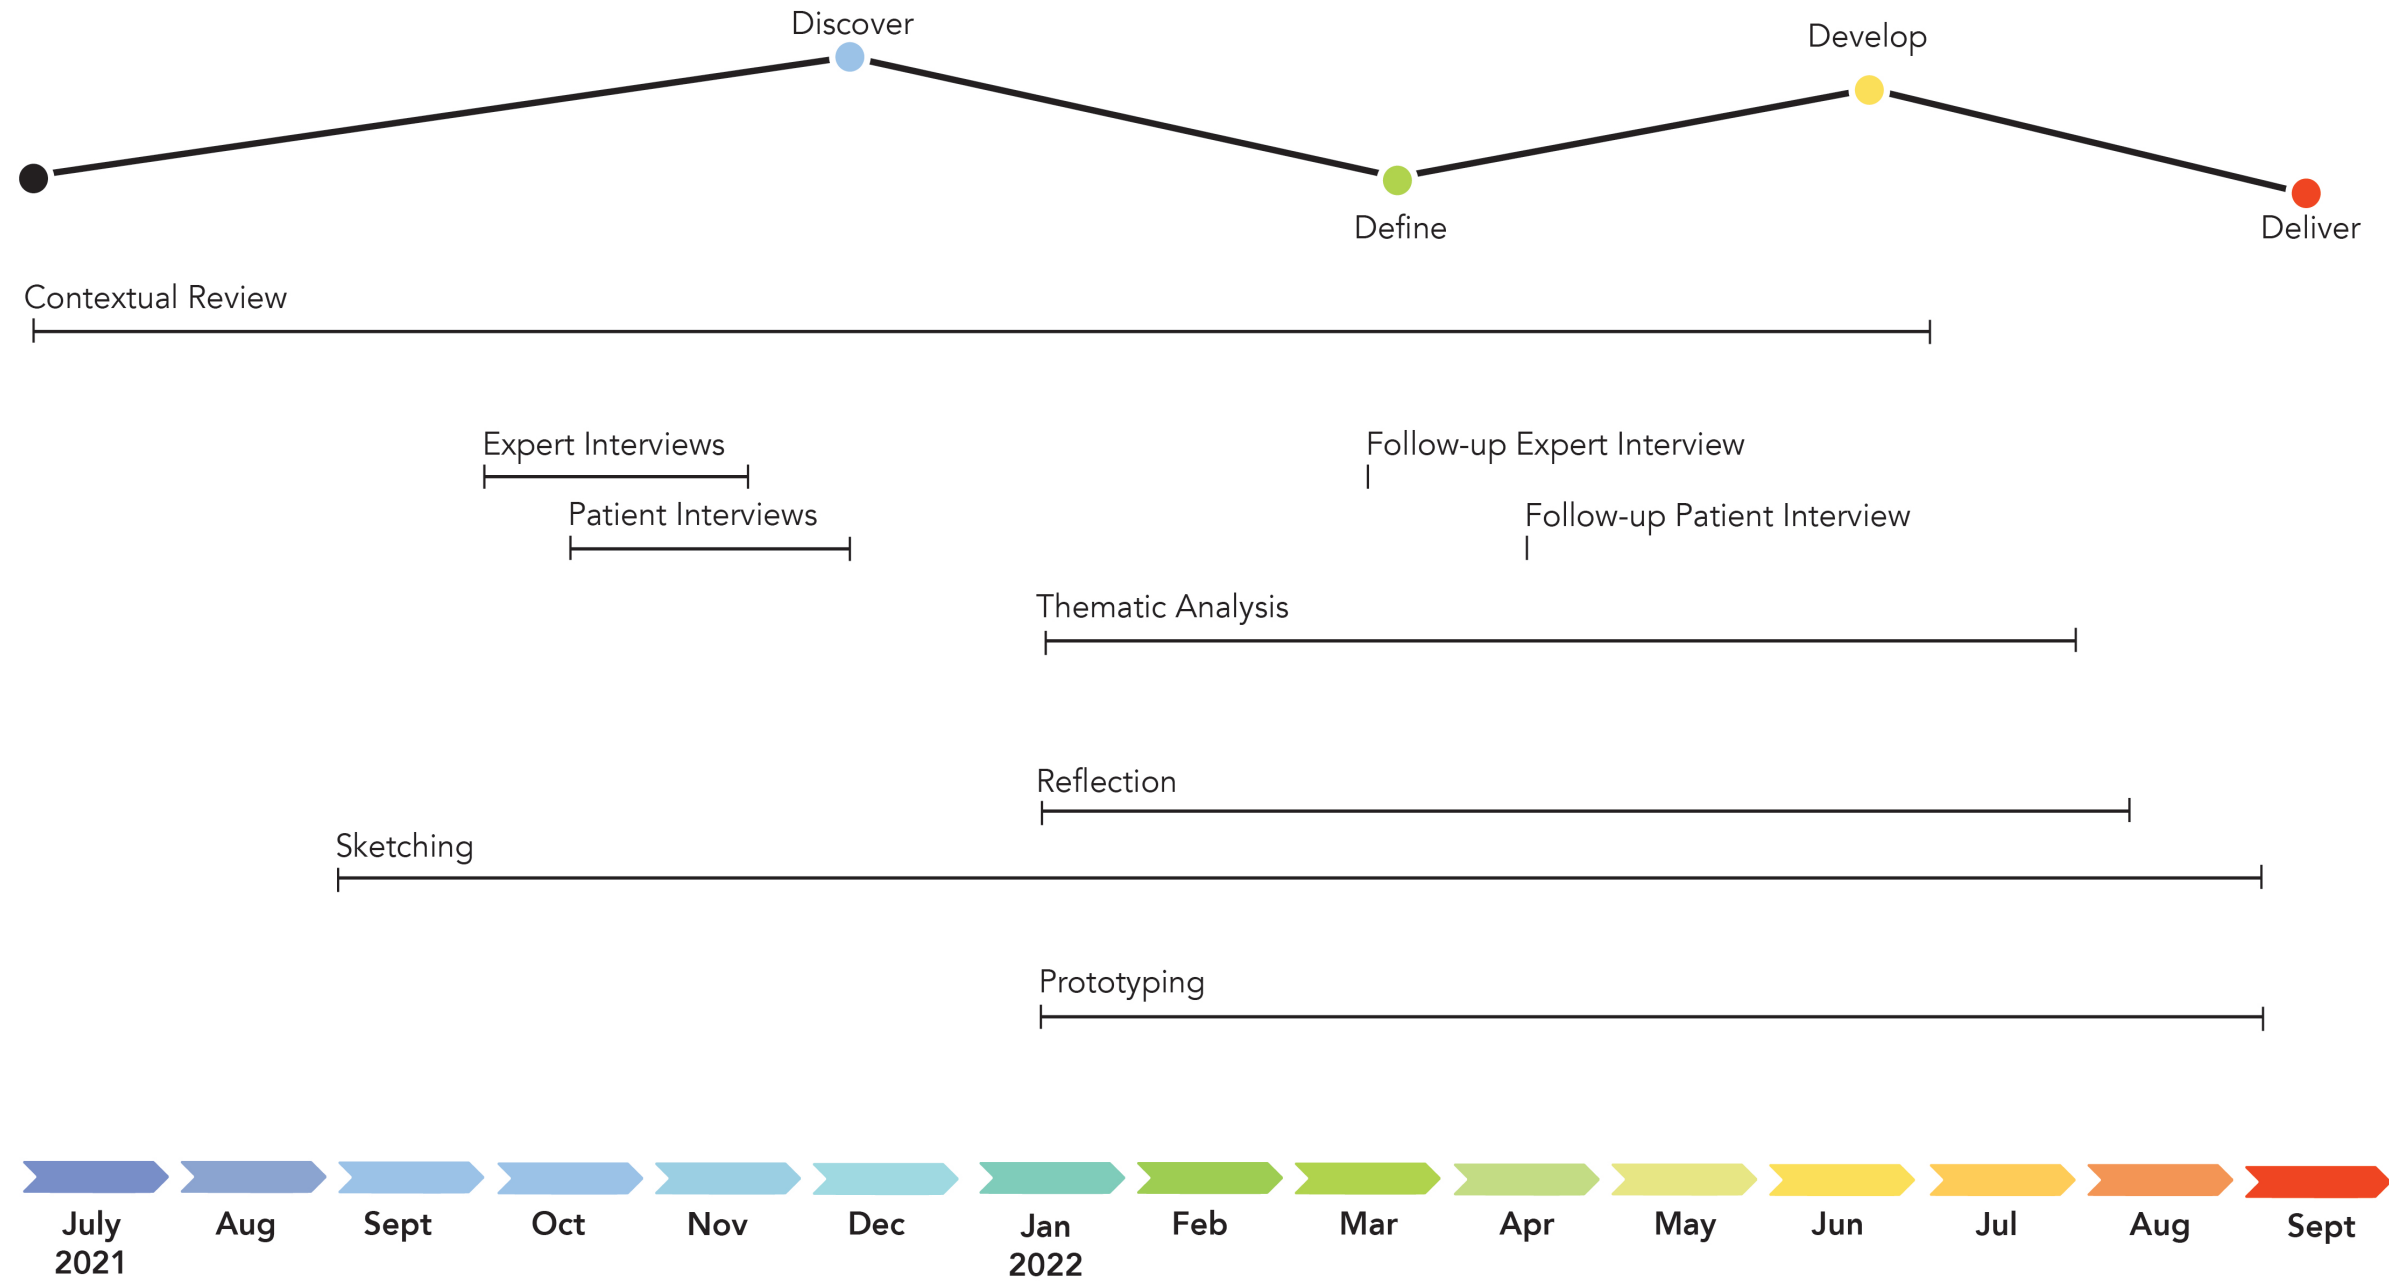 Discover
Develop
Define
Deliver
Contextual Review
Expert Interviews
Follow-up Expert Interview
Patient Interviews
Follow-up Patient Interview
Thematic Analysis
Reflection
Sketching
Prototyping
July
2021
Aug
Sept
Oct
Nov
Dec
Jan
2022
Feb
Mar
Apr
May
Jun
Jul
Aug
Sept